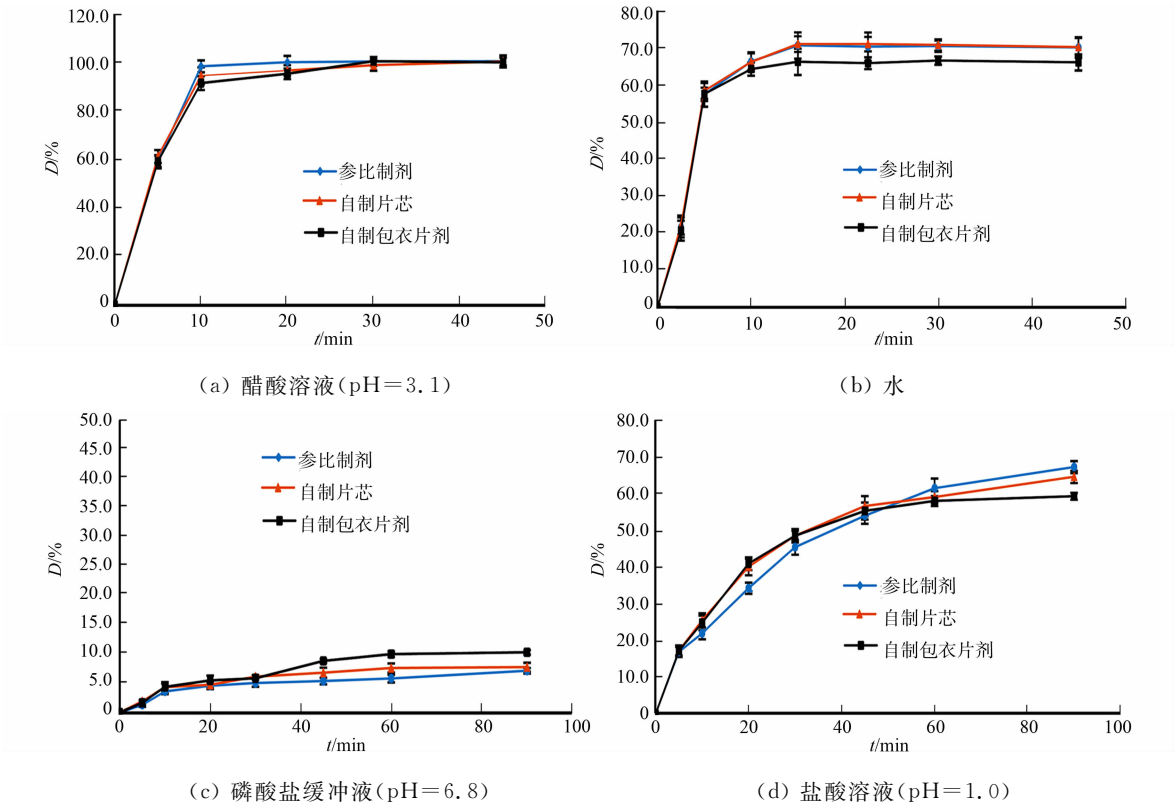 120.0
100.0
80.0
60.0
40.0
20.0
0
D/%
参比制剂
自制片芯
自制包衣片剂
0 10 20 30 40 50
t/min
(a) 醋酸溶液(pH=3.1)
80.0
70.0
60.0
50.0
40.0
30.0
20.0
10.0
0
D/%
参比制剂
自制片芯
自制包衣片剂
0 10 20 30 40 50
t/min
(b) 水
50.0
45.0
40.0
35.0
30.0
25.0
20.0
15.0
10.0
5.0
0
D/%
参比制剂
自制片芯
自制包衣片剂
0 20 40 60 80 100
t/min
(c) 磷酸盐缓冲液(pH=6.8)
80.0
70.0
60.0
50.0
40.0
30.0
20.0
10.0
0
D/%
参比制剂
自制片芯
自制包衣片剂
0 20 40 60 80 100
t/min
(d) 盐酸溶液(pH=1.0)